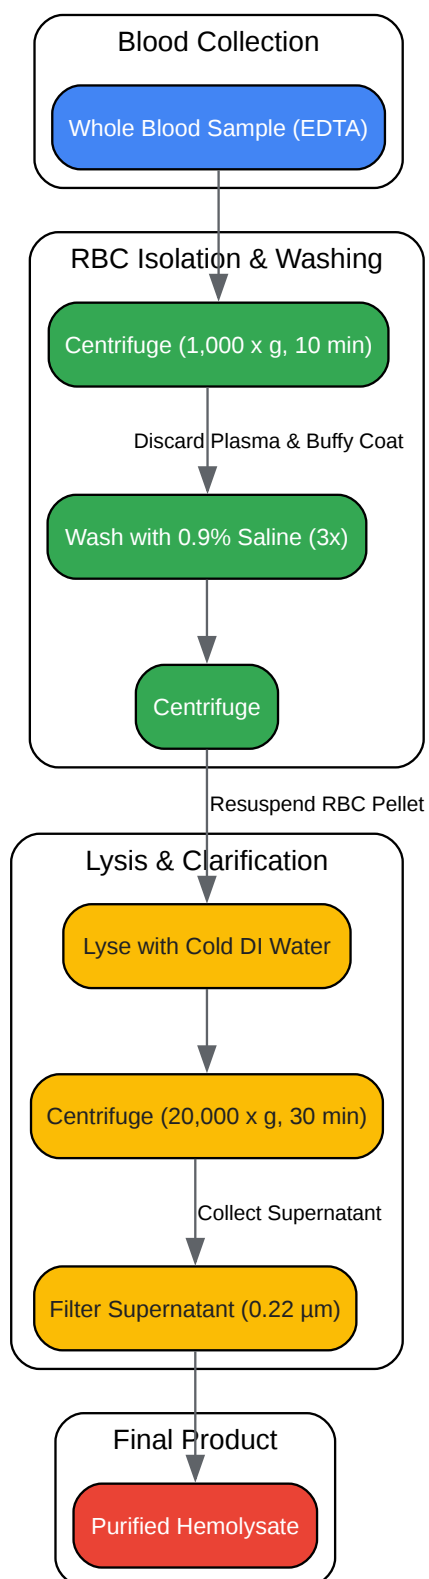 Blood Collection
Whole Blood Sample (EDTA)
RBC Isolation & Washing
Centrifuge (1,000 x g, 10 min)
Discard Plasma & Buffy Coat
Wash with 0.9% Saline (3x)
Centrifuge
Resuspend RBC Pellet
Lysis & Clarification
Lyse with Cold DI Water
Centrifuge (20,000 x g, 30 min)
Collect Supernatant
Filter Supernatant (0.22 µm)
Final Product
Purified Hemolysate